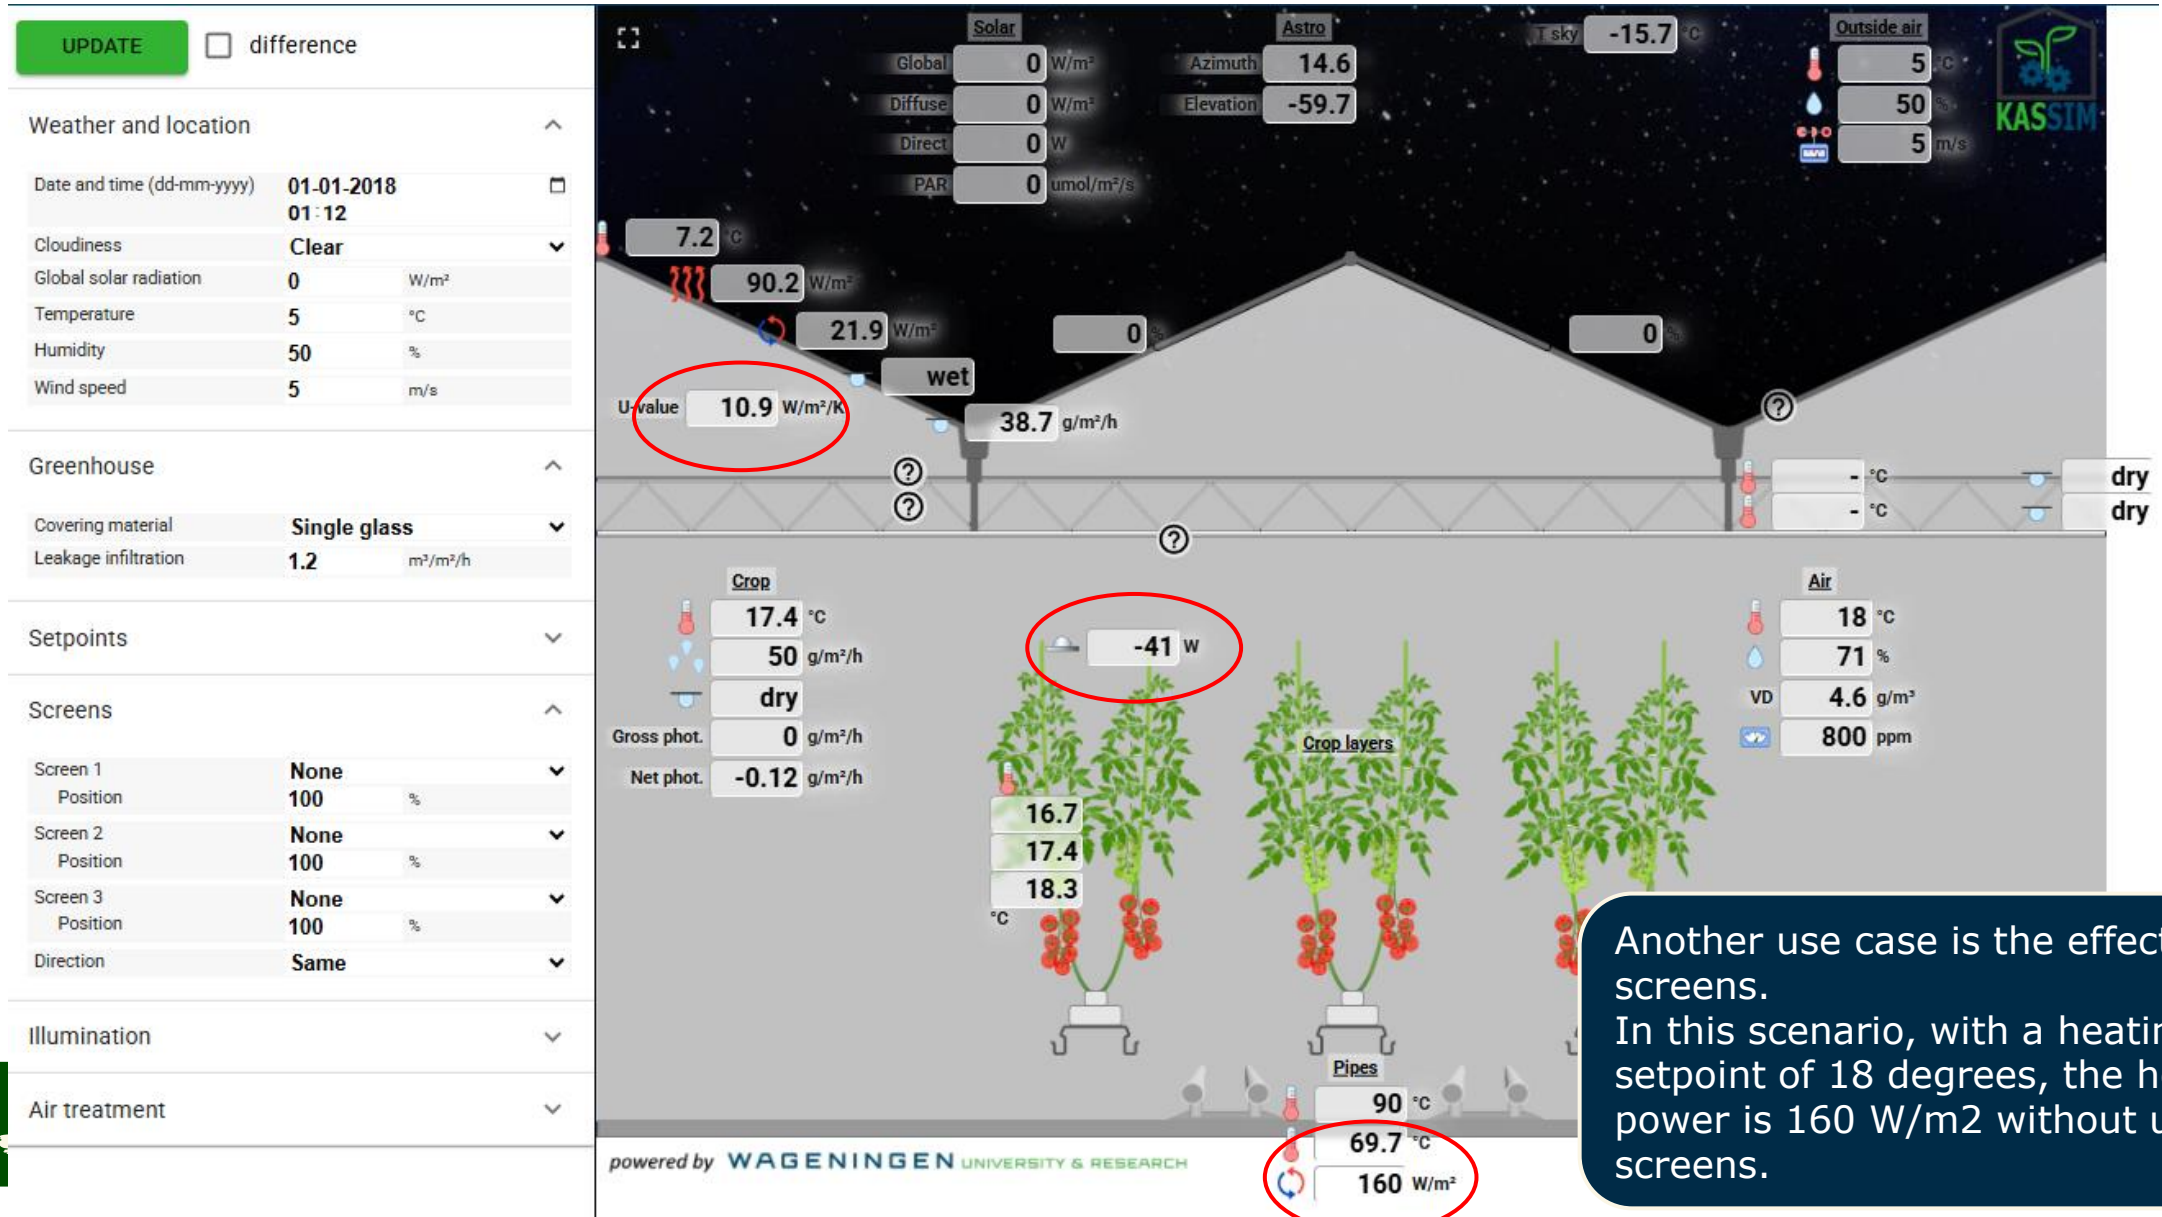 UPDATE difference
Weather and location
Date and time (dd-mm-yyyy) 01-01-2018
01:12
Cloudiness Clear
Global solar radiation 0 W/m²
Temperature 5 °C
Humidity 50 %
Wind speed 5 m/s
Greenhouse
Covering material Single glass
Leakage infiltration 1.2 m³/m²/h
Setpoints
Screens
Screen 1 None
Position 100 %
Screen 2 None
Position 100 %
Screen 3 None
Position 100 %
Direction Same
Illumination
Air treatment
Solar
Global 0 W/m²
Diffuse 0 W/m²
Direct 0 W
PAR 0 umol/m²/s
Astro
Azimuth 14.6
Elevation -59.7
T sky -15.7 °C
Outside air
5 °C
50 %
5 m/s
KASSIM
7.2 °C
90.2 W/m²
21.9 W/m²
0 %
0 %
wet
U-value 10.9 W/m²/K
38.7 g/m²/h
- °C dry
- °C dry
Crop
17.4 °C
50 g/m²/h
dry
Gross phot. 0 g/m²/h
Net phot. -0.12 g/m²/h
-41 W
Crop layers
16.7
17.4
18.3
°C
Air
18 °C
71 %
VD 4.6 g/m³
800 ppm
Pipes
90 °C
69.7 °C
160 W/m²
powered by WAGENINGEN UNIVERSITY & RESEARCH
Another use case is the effect
screens.
In this scenario, with a
setpoint of 18 degrees, the
power is 160 W/m2 without
screens.